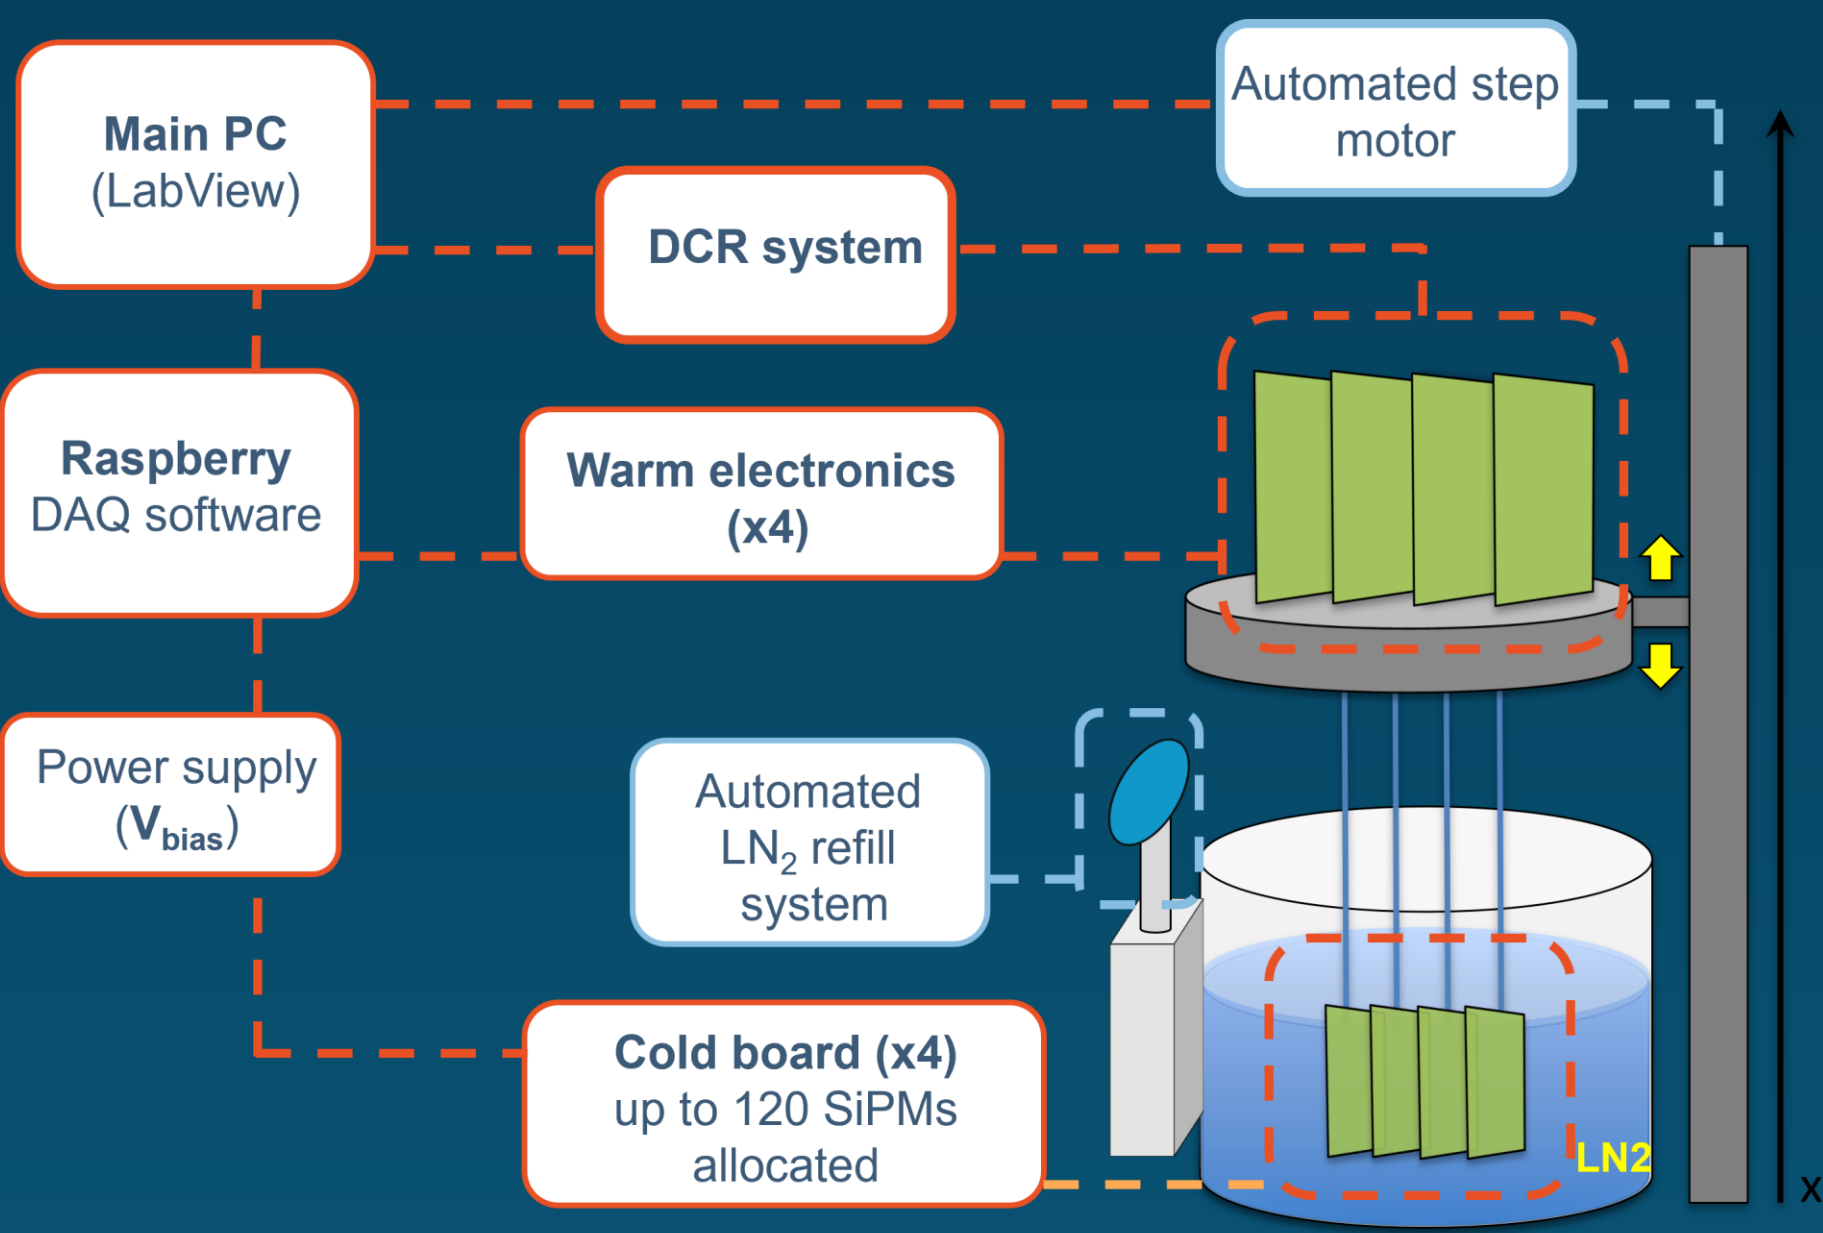 Main PC
(LabView)
Automated step
motor
DCR system
Raspberry
DAQ software
Warm electronics
(x4)
Power supply
(V_bias)
Automated
LN₂ refill
system
Cold board (x4)
up to 120 SiPMs
allocated
LN2
x